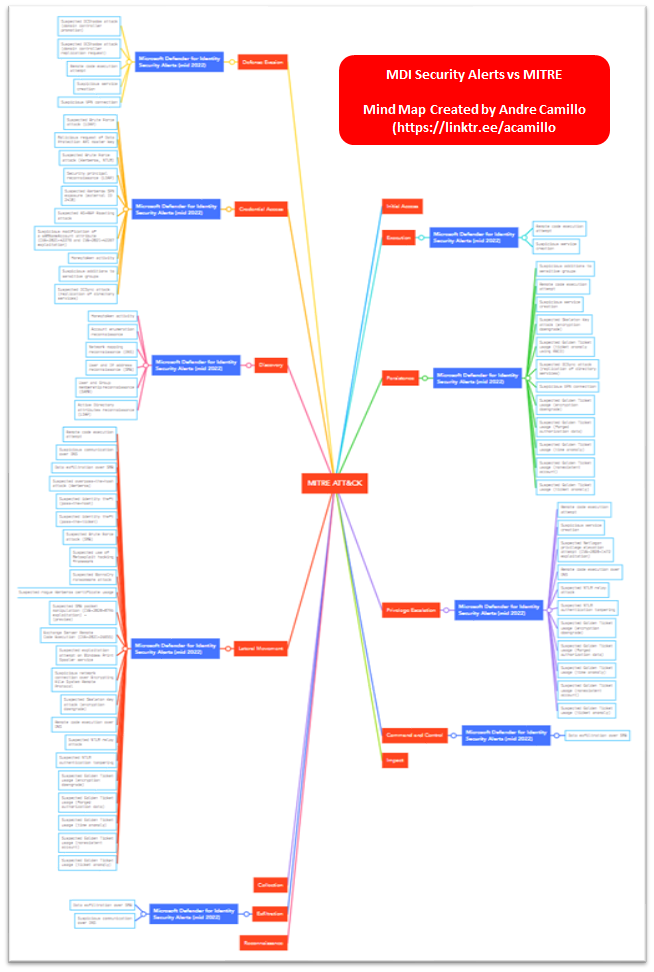 MDI Security Alerts vs MITRE
Mind Map Created by Andre Camillo
(https://linktr.ee/acamillo
Suspected DCShadow attack
(domain controller
promotion)
Suspected DCShadow attack
(domain controller
replication request)
Remote code execution
attempt
Suspicious service
creation
Suspicious VPN connection
Microsoft Defender for Identity
Security Alerts (mid 2022)
Defense Evasion
Suspected Brute Force
attack (LDAP)
Malicious request of Data
Protection API master key
Suspected Brute Force
attack (Kerberos, NTLM)
Security principal
reconnaissance (LDAP)
Suspected Kerberos SPN
exposure
Suspected AS-REP Roasting
attack
Suspicious modification of
a sAMNameAccount attribute
exploitation)
Honeytoken activity
Suspicious additions to
sensitive groups
Suspected DCSync attack
(replication of directory
services)
Microsoft Defender for Identity
Security Alerts (mid 2022)
Credential Access
Honeytoken activity
Account enumeration
reconnaissance
Network mapping
reconnaissance (DNS)
User and IP address
reconnaissance (SMB)
User and Group
membership reconnaissance
(SAMR)
Active Directory
attributes reconnaissance
(LDAP)
Microsoft Defender for Identity
Security Alerts (mid 2022)
Discovery
Remote code execution
attempt
Suspicious communication
over DNS
Data exfiltration over SMB
Suspected overpass-the-hash
attack (Kerberos)
Suspected identity theft
(pass-the-hash)
Suspected identity theft
(pass-the-ticket)
Suspected Brute Force
attack (SMB)
Suspected use of
Metasploit hacking
framework
Suspected WannaCry
ransomware attack
Suspected rogue Kerberos certificate usage
Suspected SMB packet
manipulation
exploitation) -
(preview)
Exchange Server Remote
Code Execution
Suspected exploitation
attempt on Windows Print
Spooler service
Suspicious network
connection over Encrypting
File System Remote
Protocol
Suspected Skeleton Key
attack (encryption
downgrade)
Remote code execution over
DNS
Suspected NTLM relay
attack
Suspected NTLM
authentication tampering
Suspected Golden Ticket
usage (encryption
downgrade)
Suspected Golden Ticket
usage (forged
authorization data)
Suspected Golden Ticket
usage (time anomaly)
Suspected Golden Ticket
usage (nonexistent
account)
Suspected Golden Ticket
usage (ticket anomaly)
Microsoft Defender for Identity
Security Alerts (mid 2022)
Lateral Movement
Collection
Data exfiltration over SMB
Suspicious communication
over DNS
Microsoft Defender for Identity
Security Alerts (mid 2022)
Exfiltration
Reconnaissance
MITRE ATT&CK
Initial Access
Execution
Microsoft Defender for Identity
Security Alerts (mid 2022)
Remote code execution
attempt
Suspicious service
creation
Persistence
Microsoft Defender for Identity
Security Alerts (mid 2022)
Suspicious additions to
sensitive groups
Remote code execution
attempt
Suspicious service
creation
Suspected Skeleton Key
attack (encryption
downgrade)
Suspected Golden Ticket
usage (ticket anomaly
using RBCD)
Suspected DCSync attack
(replication of directory
services)
Suspicious VPN connection
Suspected Golden Ticket
usage (encryption
downgrade)
Suspected Golden Ticket
usage (forged
authorization data)
Suspected Golden Ticket
usage (time anomaly)
Suspected Golden Ticket
usage (nonexistent
account)
Suspected Golden Ticket
usage (ticket anomaly)
Privilege Escalation
Microsoft Defender for Identity
Security Alerts (mid 2022)
Remote code execution
attempt
Suspicious service
creation
Suspected Netlogon
privilege elevation
attempt
exploitation)
Remote code execution over
DNS
Suspected NTLM relay
attack
Suspected NTLM
authentication tampering
Suspected Golden Ticket
usage (encryption
downgrade)
Suspected Golden Ticket
usage (forged
authorization data)
Suspected Golden Ticket
usage (time anomaly)
Suspected Golden Ticket
usage (nonexistent
account)
Suspected Golden Ticket
usage (ticket anomaly)
Command and Control
Microsoft Defender for Identity
Security Alerts (mid 2022)
Data exfiltration over SMB
Impact